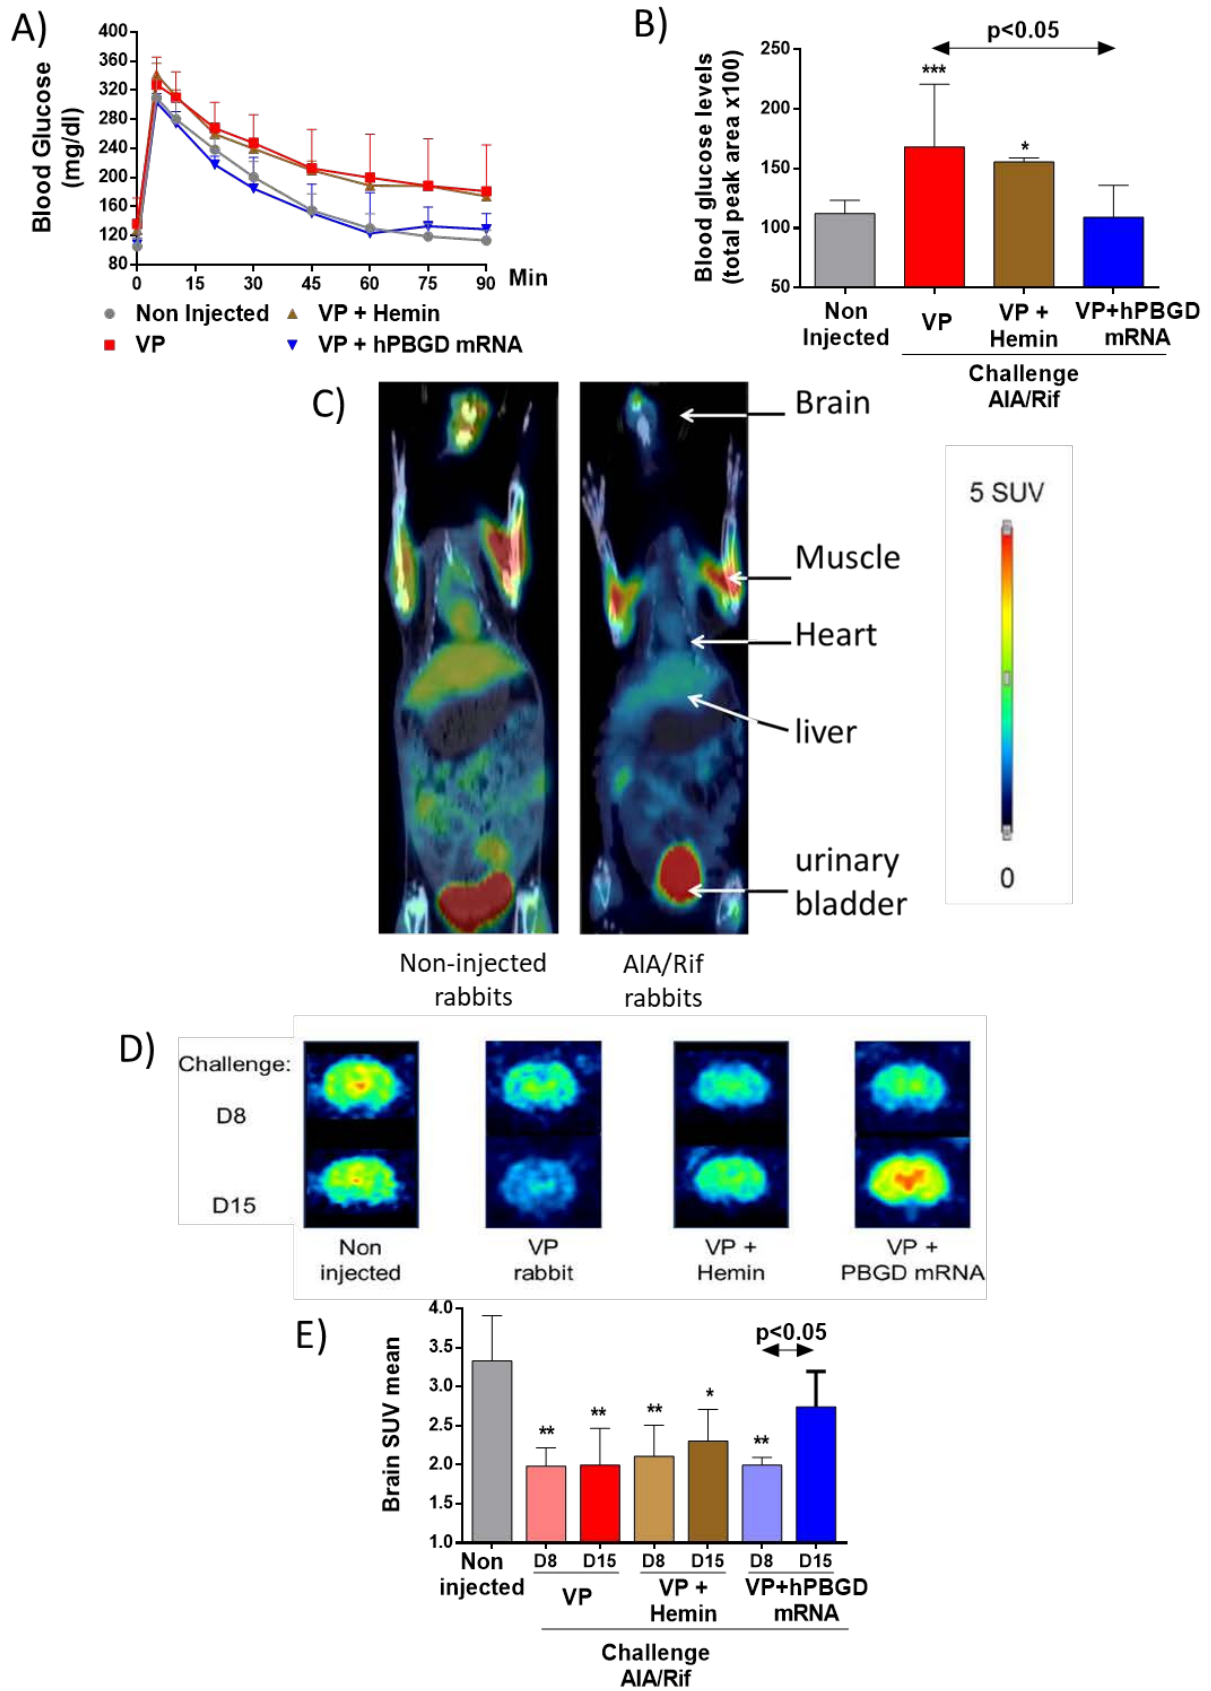 A)
Blood Glucose
(mg/dl)
400
360
320
280
240
200
160
120
80
0 15 30 45 60 75 90
Min
Non Injected
VP + Hemin
VP
VP + hPBGD mRNA
B)
p<0.05
Blood glucose levels
(total peak area x100)
250
200
150
100
50
***
*
Non
Injected
VP
VP +
Hemin
VP+hPBGD
mRNA
Challenge
AIA/Rif
C)
Brain
Muscle
Heart
liver
urinary
bladder
5 SUV
0
Non-injected
rabbits
AIA/Rif
rabbits
D)
Challenge:
D8
D15
Non
injected
VP
rabbit
VP +
Hemin
VP +
PBGD mRNA
E)
Brain SUV mean
4.0
3.5
3.0
2.5
2.0
1.5
1.0
p<0.05
** ** ** * **
Non
injected
D8 D15 D8 D15 D8 D15
VP
VP +
Hemin
VP+hPBGD
mRNA
Challenge
AIA/Rif